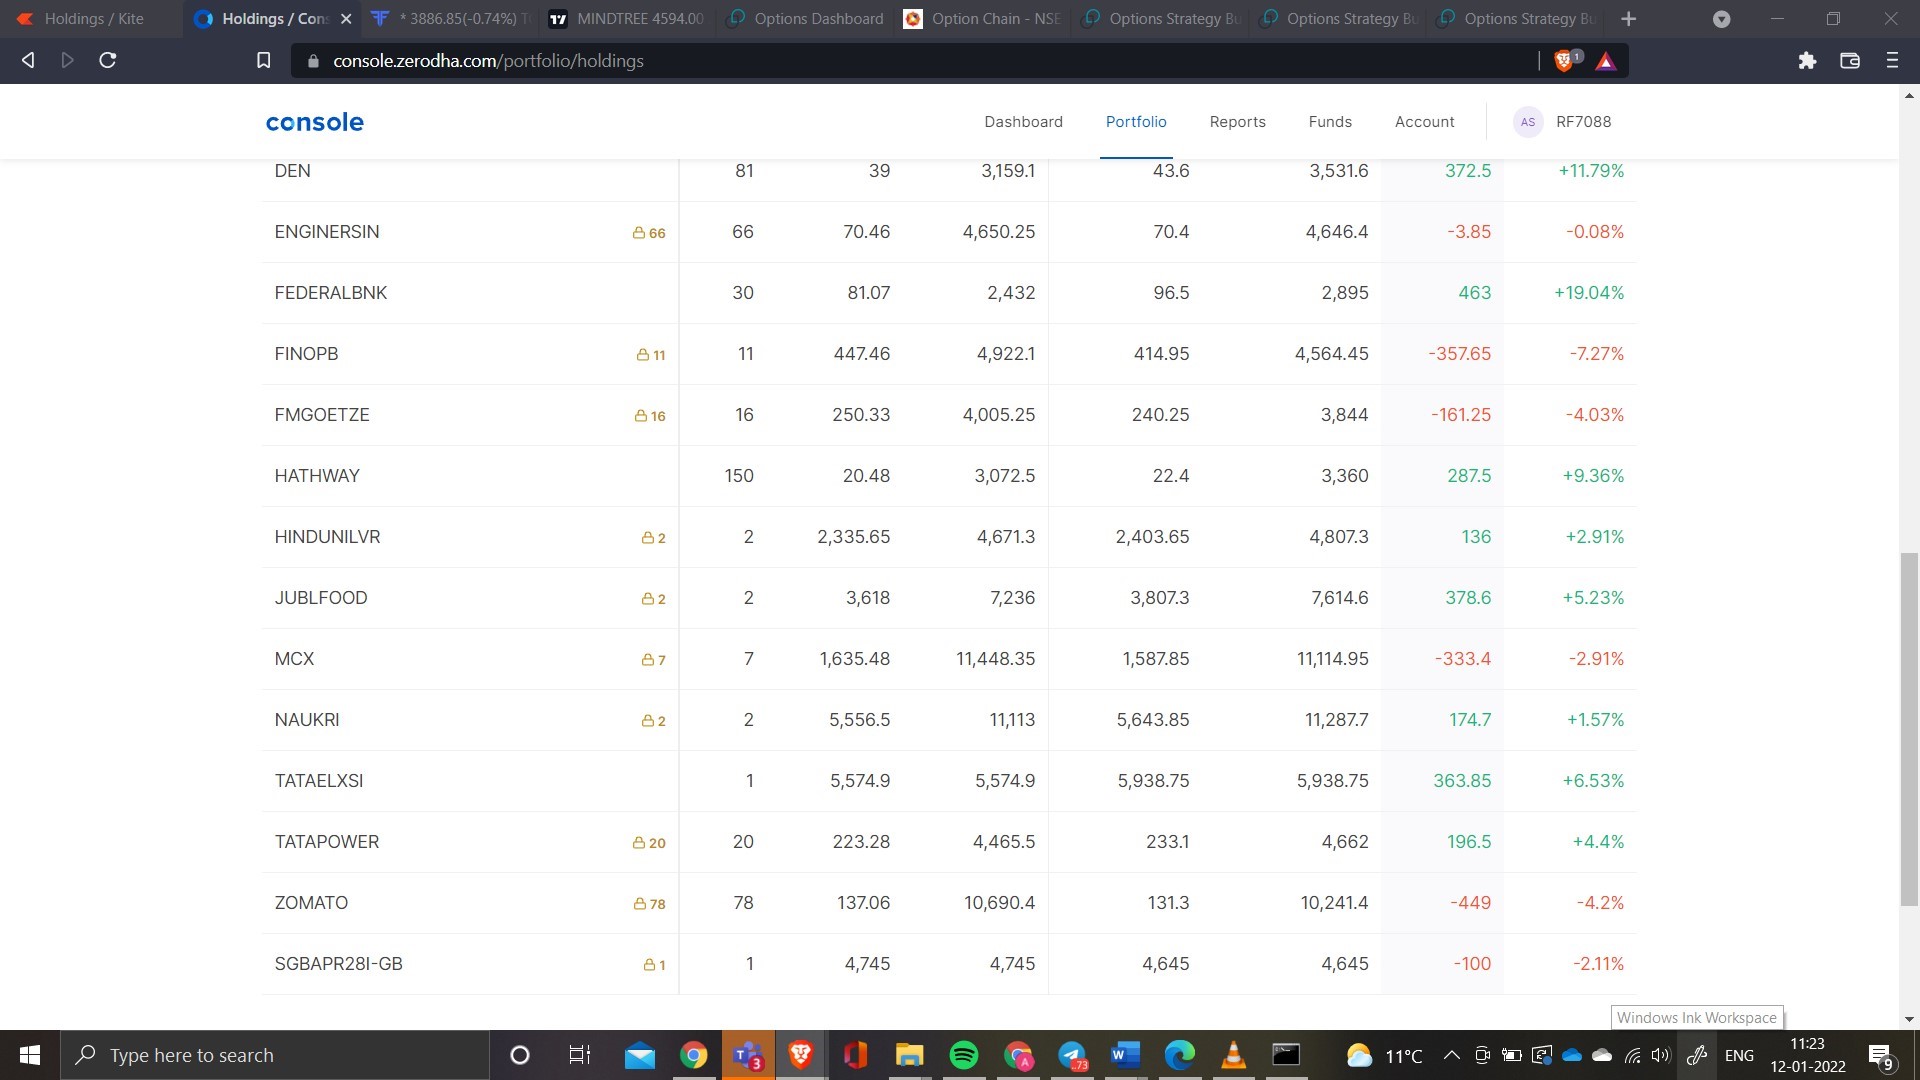 Holdings / Kite
Holdings / Cons
* 3886.85(-0.74%) T
MINDTREE 4594.00
Options Dashboard
Option Chain - NSE
Options Strategy Bu
Options Strategy Bu
Options Strategy Bu
console.zerodha.com/portfolio/holdings
1
console
Dashboard Portfolio Reports Funds Account AS RF7088
DEN 81 39 3,159.1 43.6 3,531.6 372.5 +11.79%
ENGINERSIN 66 66 70.46 4,650.25 70.4 4,646.4 -3.85 -0.08%
FEDERALBNK 30 81.07 2,432 96.5 2,895 463 +19.04%
FINOPB 11 11 447.46 4,922.1 414.95 4,564.45 -357.65 -7.27%
FMGOETZE 16 16 250.33 4,005.25 240.25 3,844 -161.25 -4.03%
HATHWAY 150 20.48 3,072.5 22.4 3,360 287.5 +9.36%
HINDUNILVR 2 2 2,335.65 4,671.3 2,403.65 4,807.3 136 +2.91%
JUBLFOOD 2 2 3,618 7,236 3,807.3 7,614.6 378.6 +5.23%
MCX 7 7 1,635.48 11,448.35 1,587.85 11,114.95 -333.4 -2.91%
NAUKRI 2 2 5,556.5 11,113 5,643.85 11,287.7 174.7 +1.57%
TATAELXSI 1 5,574.9 5,574.9 5,938.75 5,938.75 363.85 +6.53%
TATAPOWER 20 20 223.28 4,465.5 233.1 4,662 196.5 +4.4%
ZOMATO 78 78 137.06 10,690.4 131.3 10,241.4 -449 -4.2%
SGBAPR28I-GB 1 1 4,745 4,745 4,645 4,645 -100 -2.11%
Windows Ink Workspace
Type here to search
3
A
..73
11°C
ENG
11:23
12-01-2022
9